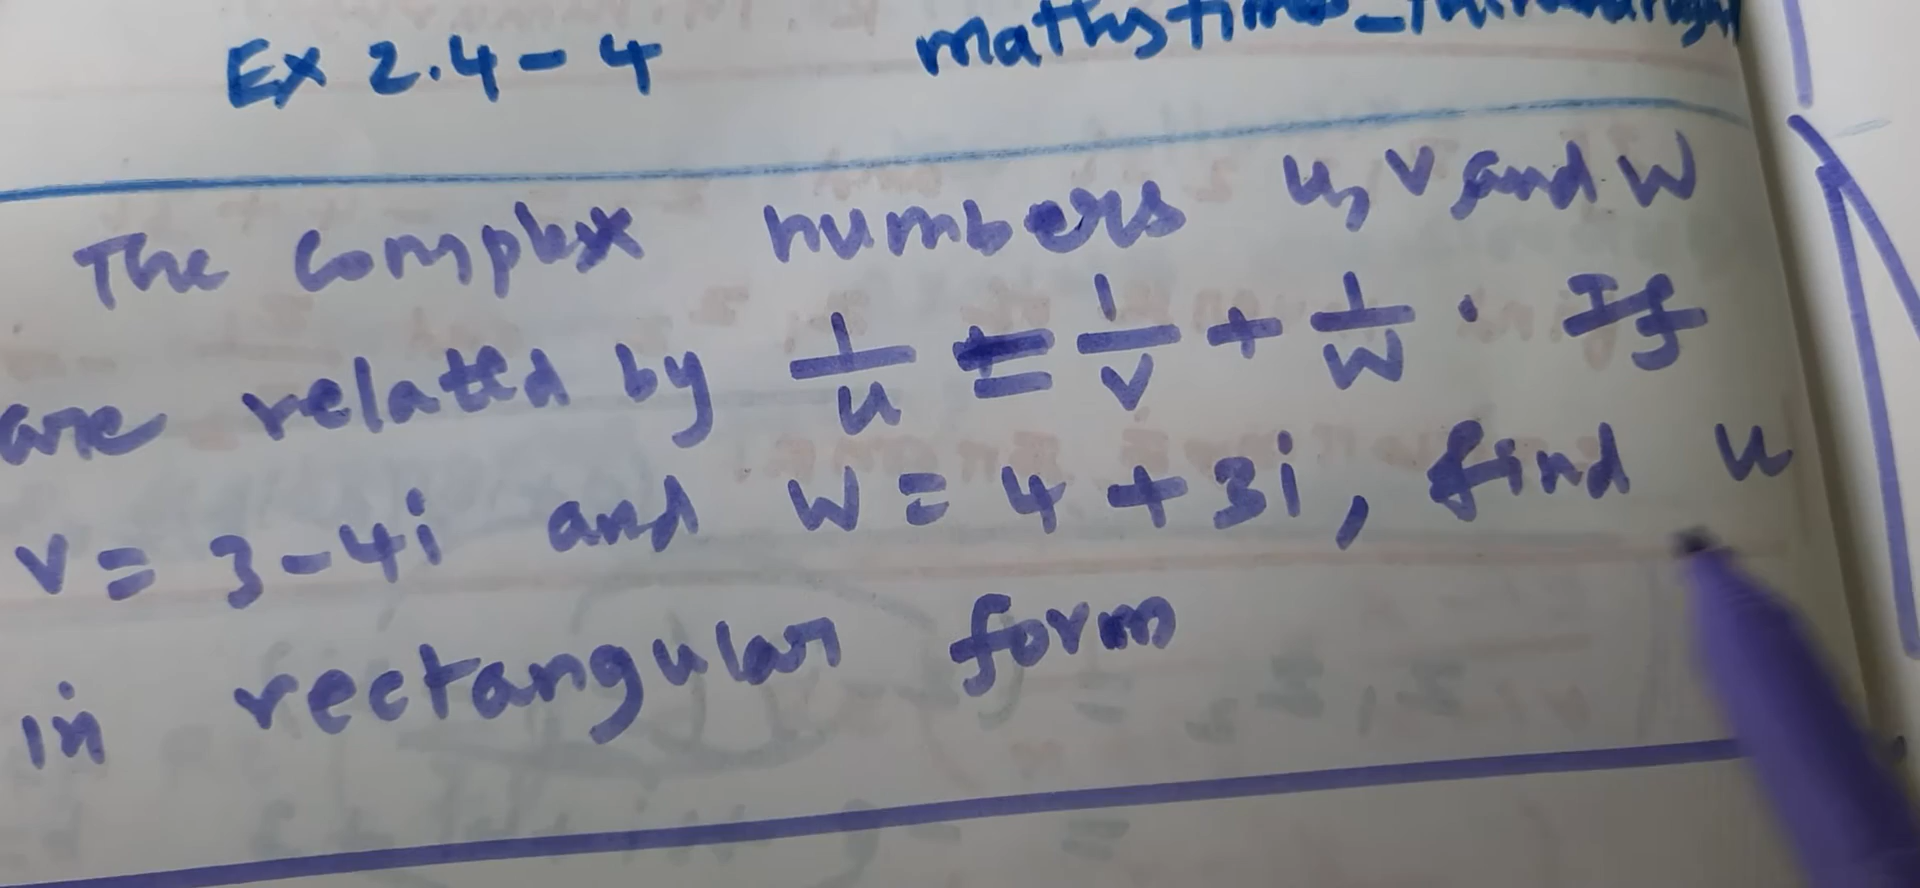 Ex 2.4-4
The complex numbers u, v and w
are related by 1/u = 1/v + 1/w. If
v = 3-4i and w = 4+3i, find u
in rectangular form